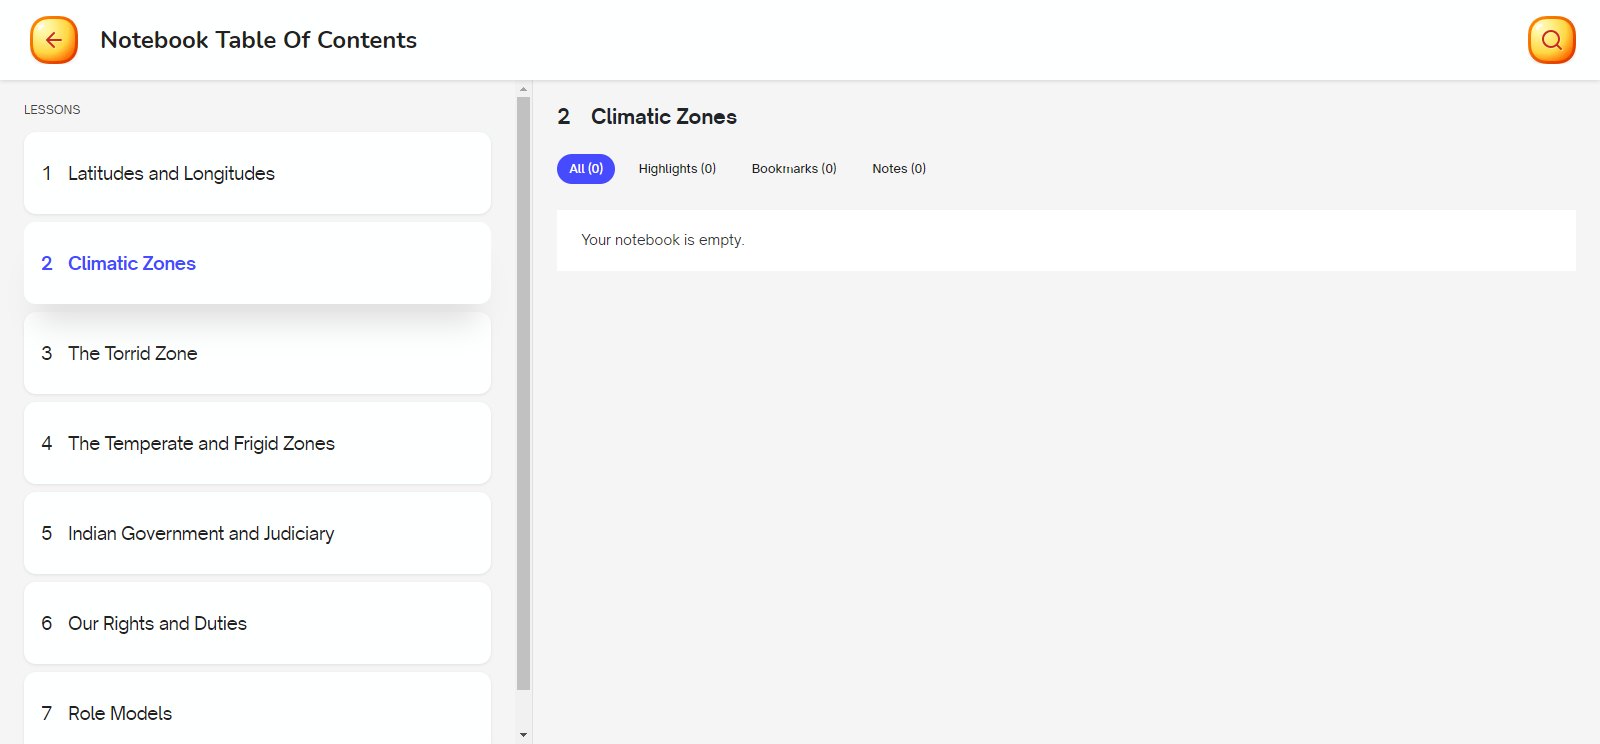 Notebook Table Of Contents
LESSONS
1 Latitudes and Longitudes
2 Climatic Zones
3 The Torrid Zone
4 The Temperate and Frigid Zones
5 Indian Government and Judiciary
6 Our Rights and Duties
7 Role Models
2 Climatic Zones
All (0) Highlights (0) Bookmarks (0) Notes (0)
Your notebook is empty.